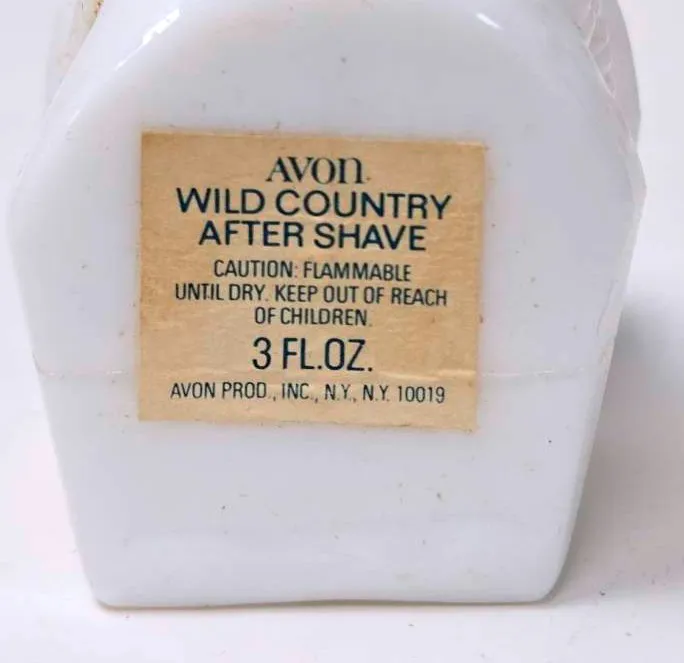 AVON
WILD COUNTRY
AFTER SHAVE
CAUTION: FLAMMABLE
UNTIL DRY. KEEP OUT OF REACH
OF CHILDREN.
3 FL.OZ.
AVON PROD., INC., N.Y., N.Y. 10019